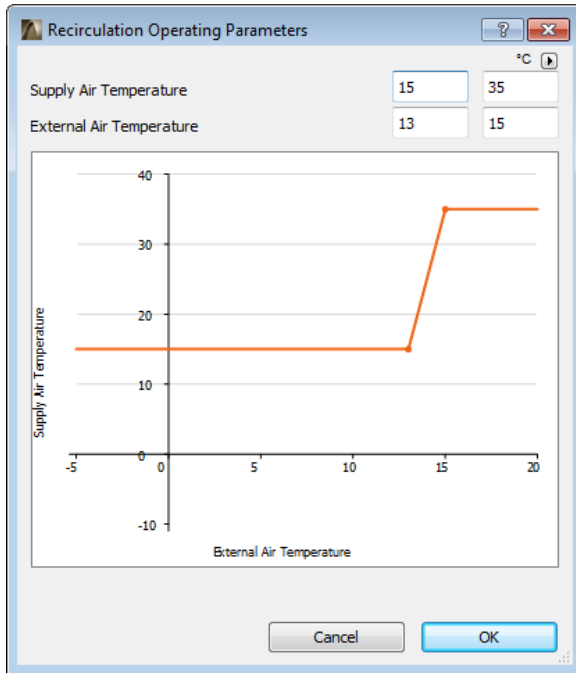 Recirculation Operating Parameters
°C
Supply Air Temperature 15 35
External Air Temperature 13 15
40
30
20
10
0
-10
-5 0 5 10 15 20
Supply Air Temperature
External Air Temperature
Cancel OK